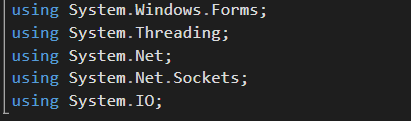 using System.Windows.Forms;
using System.Threading;
using System.Net;
using System.Net.Sockets;
using System.IO;